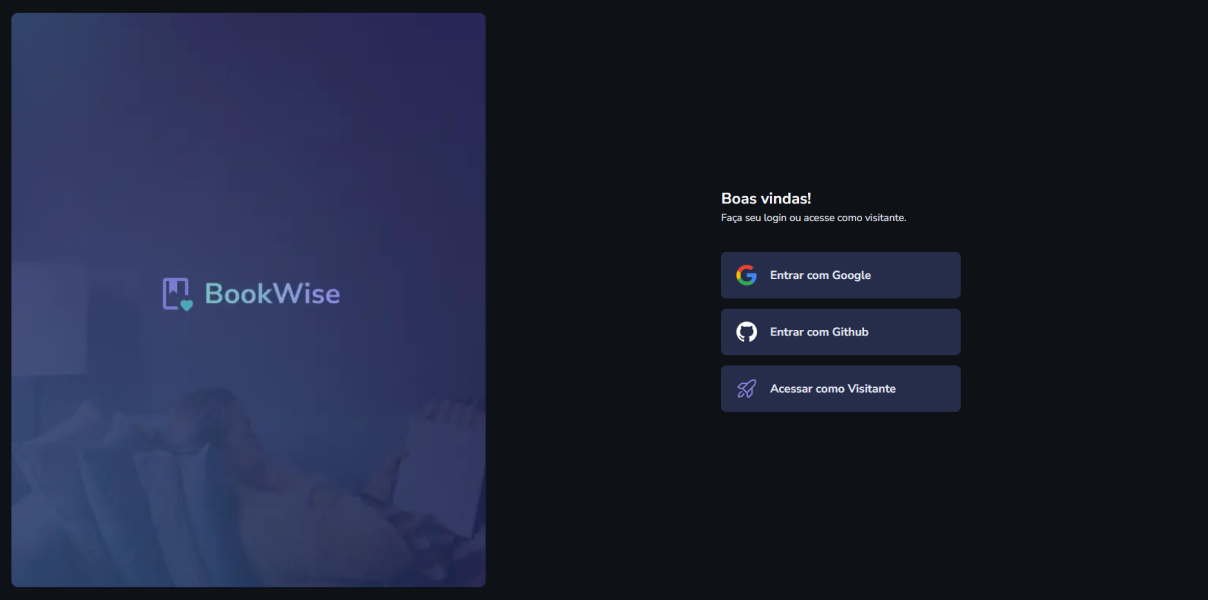 BookWise
Boas vindas!
Faça seu login ou acesse como visitante.
Entrar com Google
Entrar com Github
Acessar como Visitante